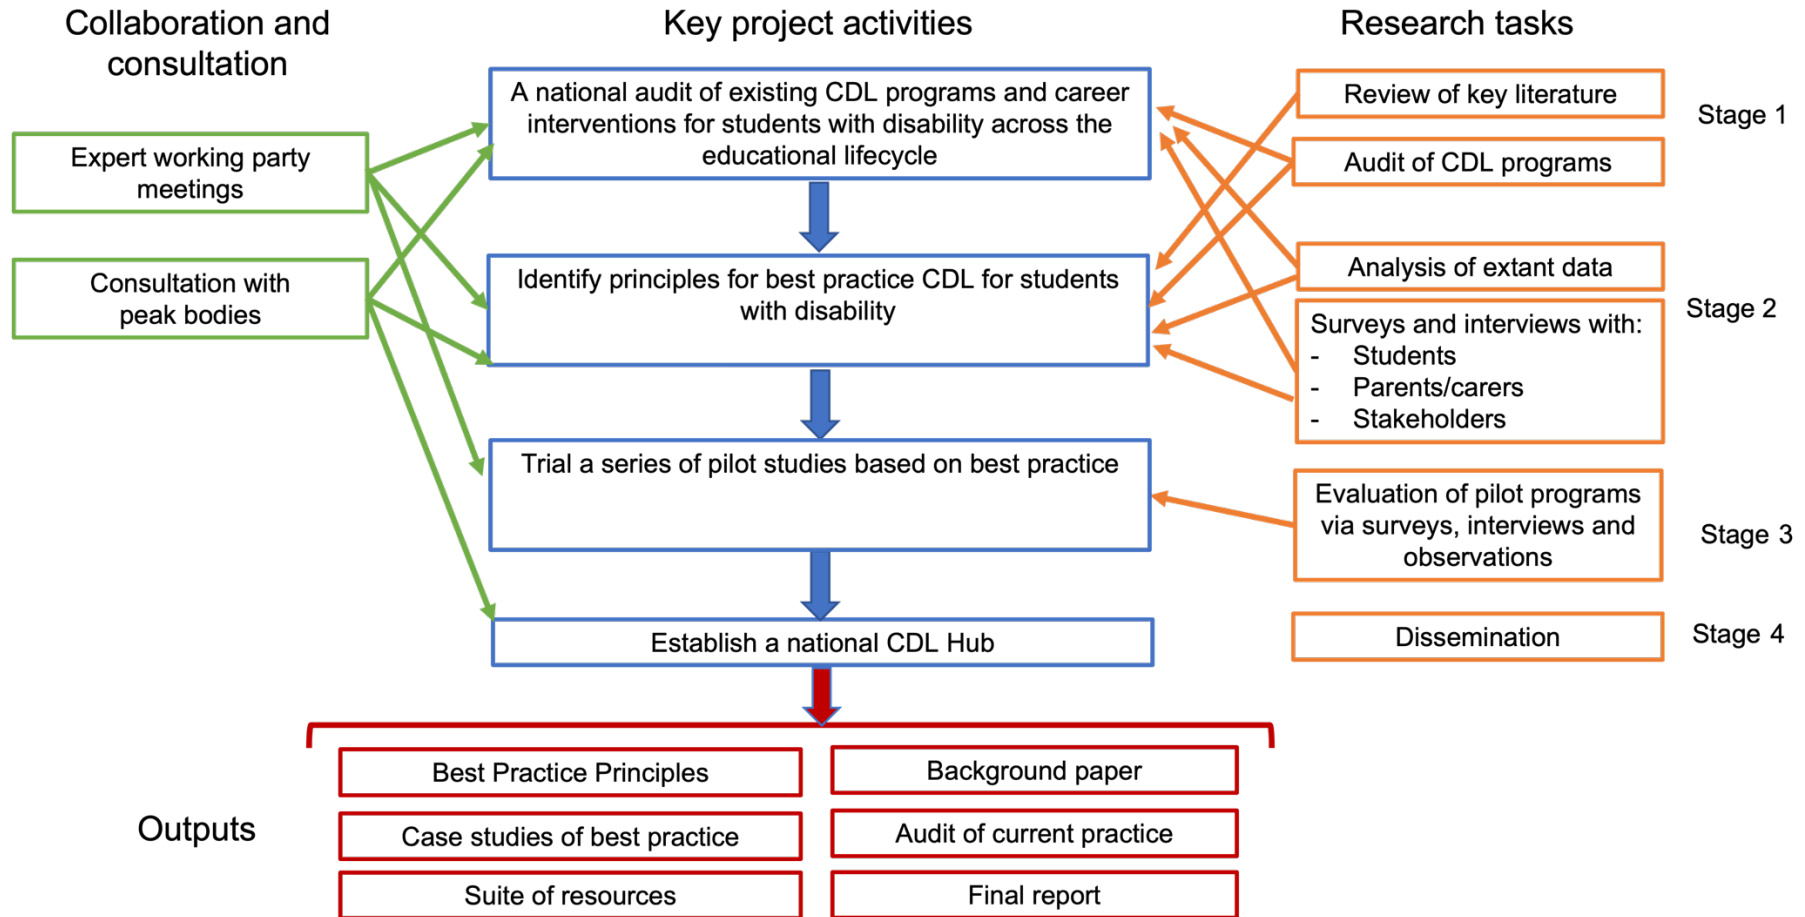 Collaboration and
consultation
Key project activities
Research tasks
A national audit of existing CDL programs and career
interventions for students with disability across the
educational lifecycle
Review of key literature
Stage 1
Expert working party
meetings
Audit of CDL programs
Consultation with
peak bodies
Identify principles for best practice CDL for students
with disability
Analysis of extant data
Stage 2
Surveys and interviews with:
- Students
- Parents/carers
- Stakeholders
Trial a series of pilot studies based on best practice
Evaluation of pilot programs
via surveys, interviews and
observations
Stage 3
Establish a national CDL Hub
Dissemination
Stage 4
Outputs
Best Practice Principles
Background paper
Case studies of best practice
Audit of current practice
Suite of resources
Final report